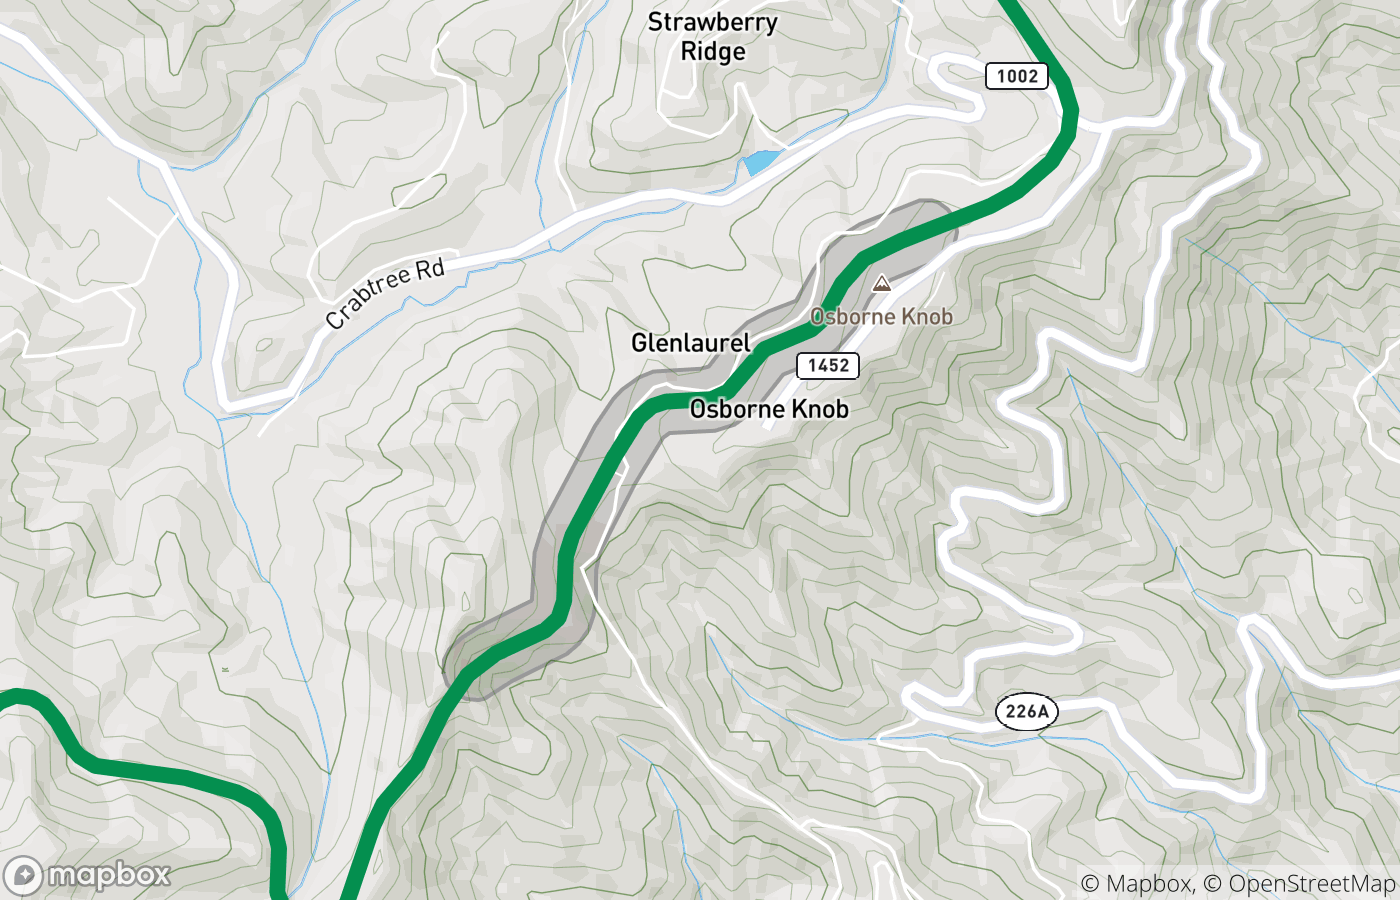 Strawberry
Ridge
1002
Crabtree Rd
Osborne Knob
Glenlaurel
1452
Osborne Knob
226A
mapbox
© Mapbox, © OpenStreetMap